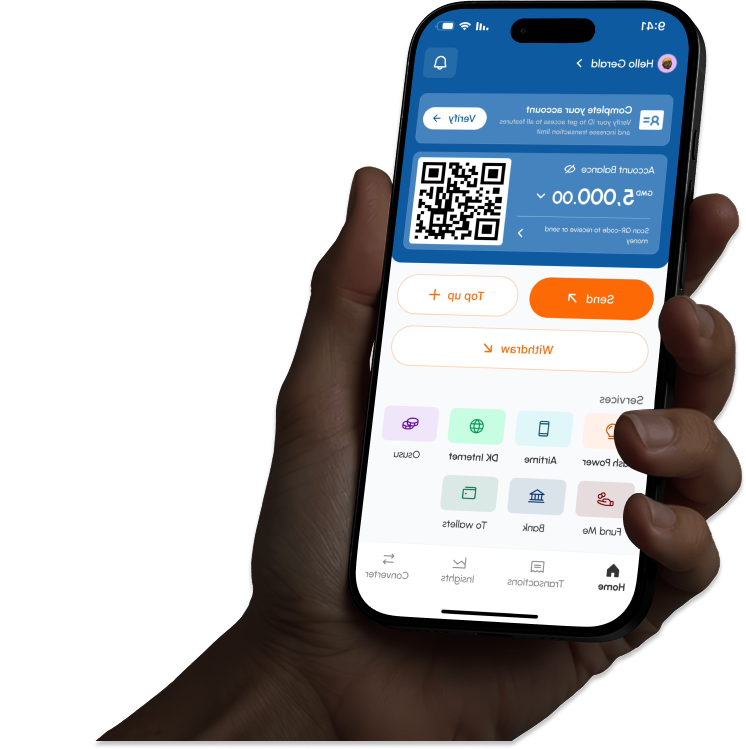 9:41
Hello Gerald
Complete your account
Verify your ID to get access to all features
and increase transaction limit
Verify
Account Balance
GMD 5,000.00
Scan QR-code to receive or send
money
Send
Top up
Withdraw
Services
Power
Airtime
DK Internet
Osusu
Fund Me
Bank
To wallets
Home
Transactions
Insights
Converter